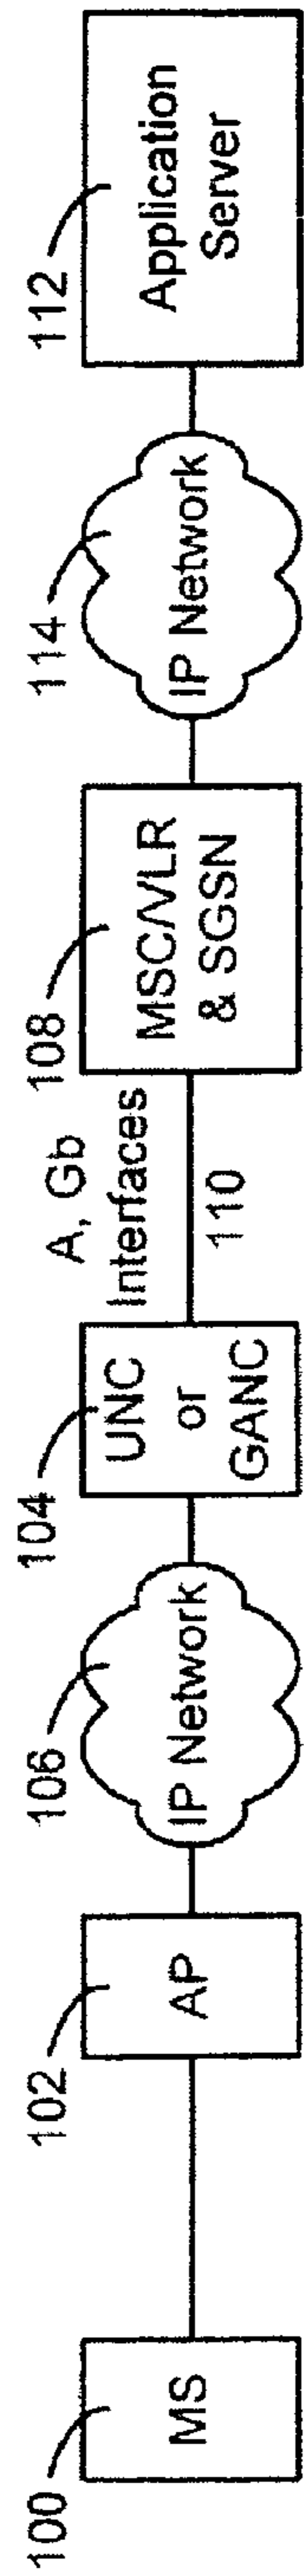 100
MS
102
AP
106
IP Network
104
UNC
or
GANC
A, Gb
Interfaces
110
108
MSC/VLR
& SGSN
114
IP Network
112
Application
Server